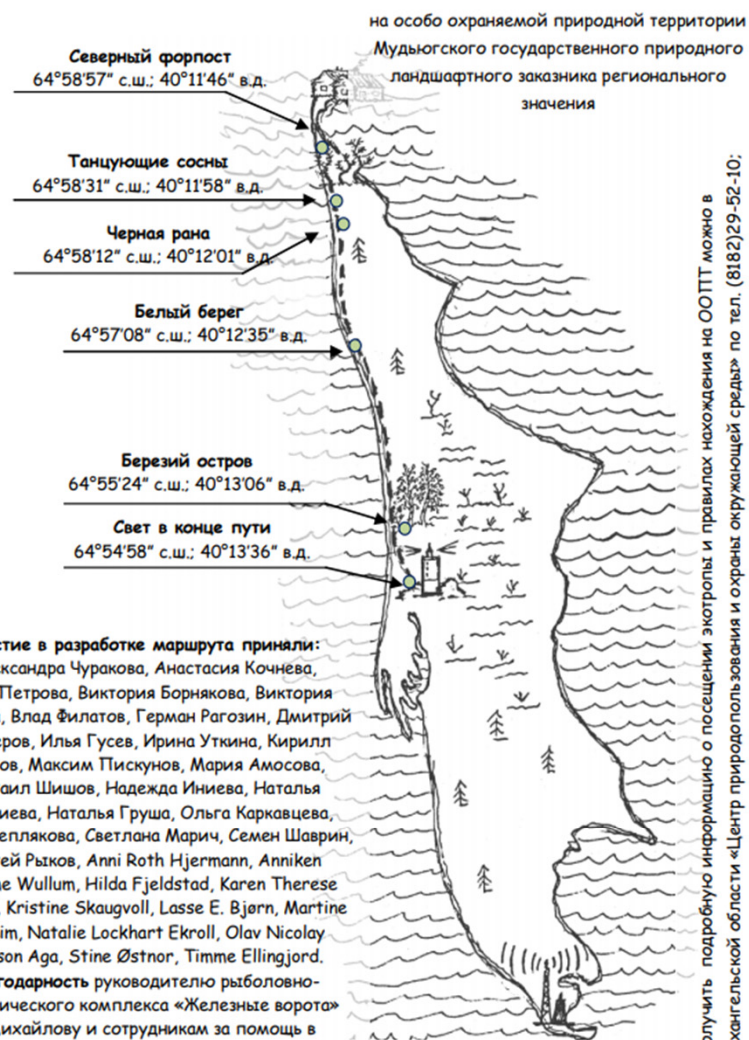 на особо охраняемой природной территории
Мудьюгского государственного природного
ландшафтного заказника регионального
значения
Северный форпост
64°58'57" с.ш.; 40°11'46" в.д.
Танцующие сосны
64°58'31" с.ш.; 40°11'58" в.д.
Черная рана
64°58'12" с.ш.; 40°12'01" в.д.
Белый берег
64°57'08" с.ш.; 40°12'35" в.д.
Березий остров
64°55'24" с.ш.; 40°13'06" в.д.
Свет в конце пути
64°54'58" с.ш.; 40°13'36" в.д.
стие в разработке маршрута приняли:
ксандра Чуракова, Анастасия Кочнева,
Петрова, Виктория Борнякова, Виктория
, Влад Филатов, Герман Рагозин, Дмитрий
еров, Илья Гусев, Ирина Уткина, Кирилл
ов, Максим Пискунов, Мария Амосова,
аил Шишов, Надежда Иниева, Наталья
иева, Наталья Груша, Ольга Каркавцева,
еплякова, Светлана Марич, Семен Шаврин,
ей Рыков, Anni Roth Hjermann, Anniken
e Wullum, Hilda Fjeldstad, Karen Therese
, Kristine Skaugvoll, Lasse E. Bjørn, Martine
im, Natalie Lockhart Ekroll, Olav Nicolay
son Aga, Stine Østnor, Timme Ellingjord.
годарность руководителю рыболовно-
ического комплекса «Железные ворота»
ихайлову и сотрудникам за помощь в
олучить подробную информацию о посещении экотропы и правилах нахождения на ООПТ можно в
хангельской области «Центр природопользования и охраны окружающей среды» по тел. (8182)29-52-10;